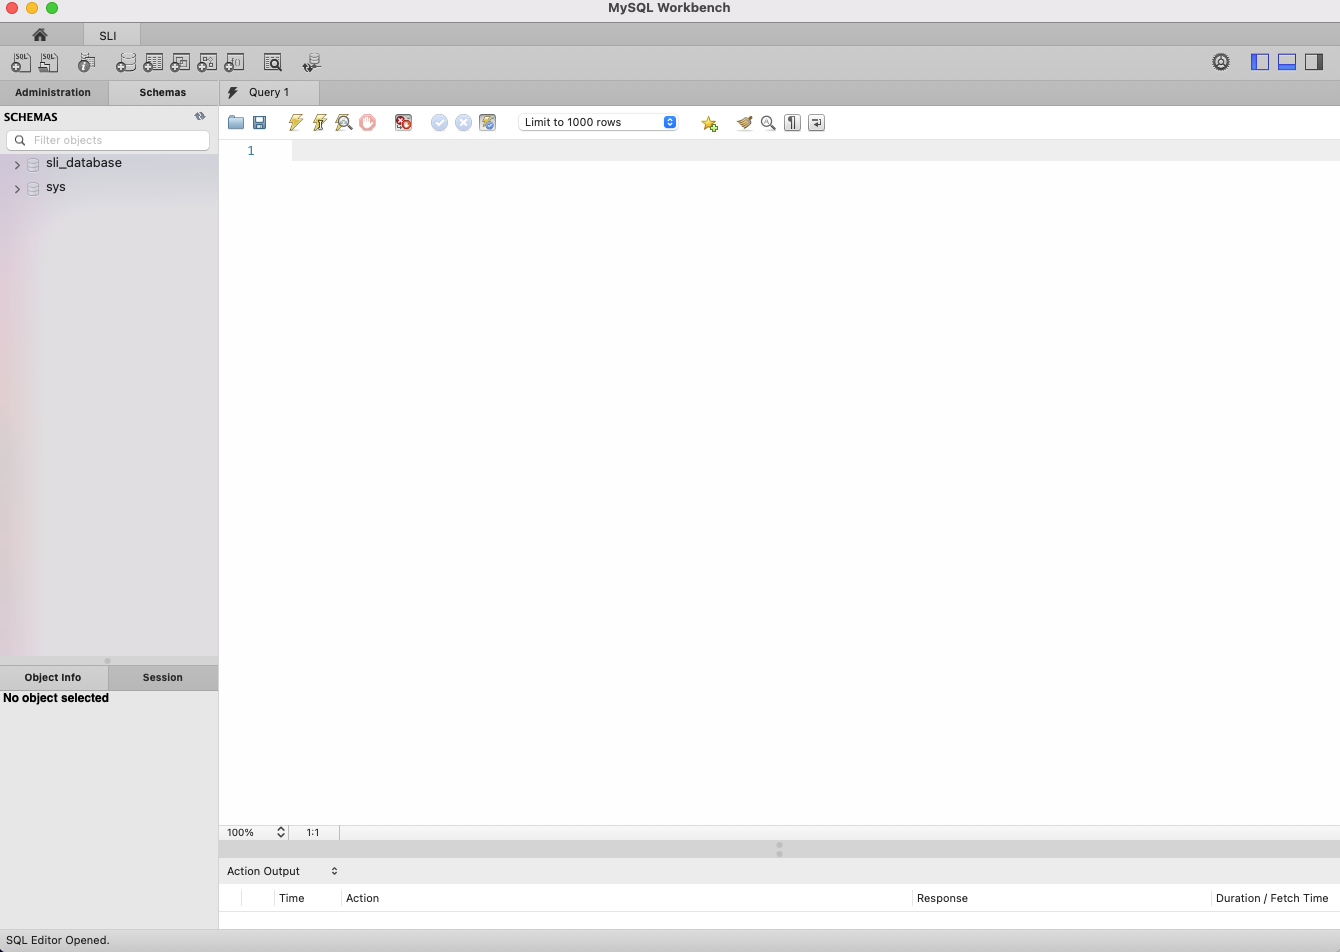 MySQL Workbench
SLI
Administration
Schemas
Query 1
SCHEMAS
Filter objects
Limit to 1000 rows
1
sli_database
sys
Object Info
Session
No object selected
100%
1:1
Action Output
Time
Action
Response
Duration / Fetch Time
SQL Editor Opened.